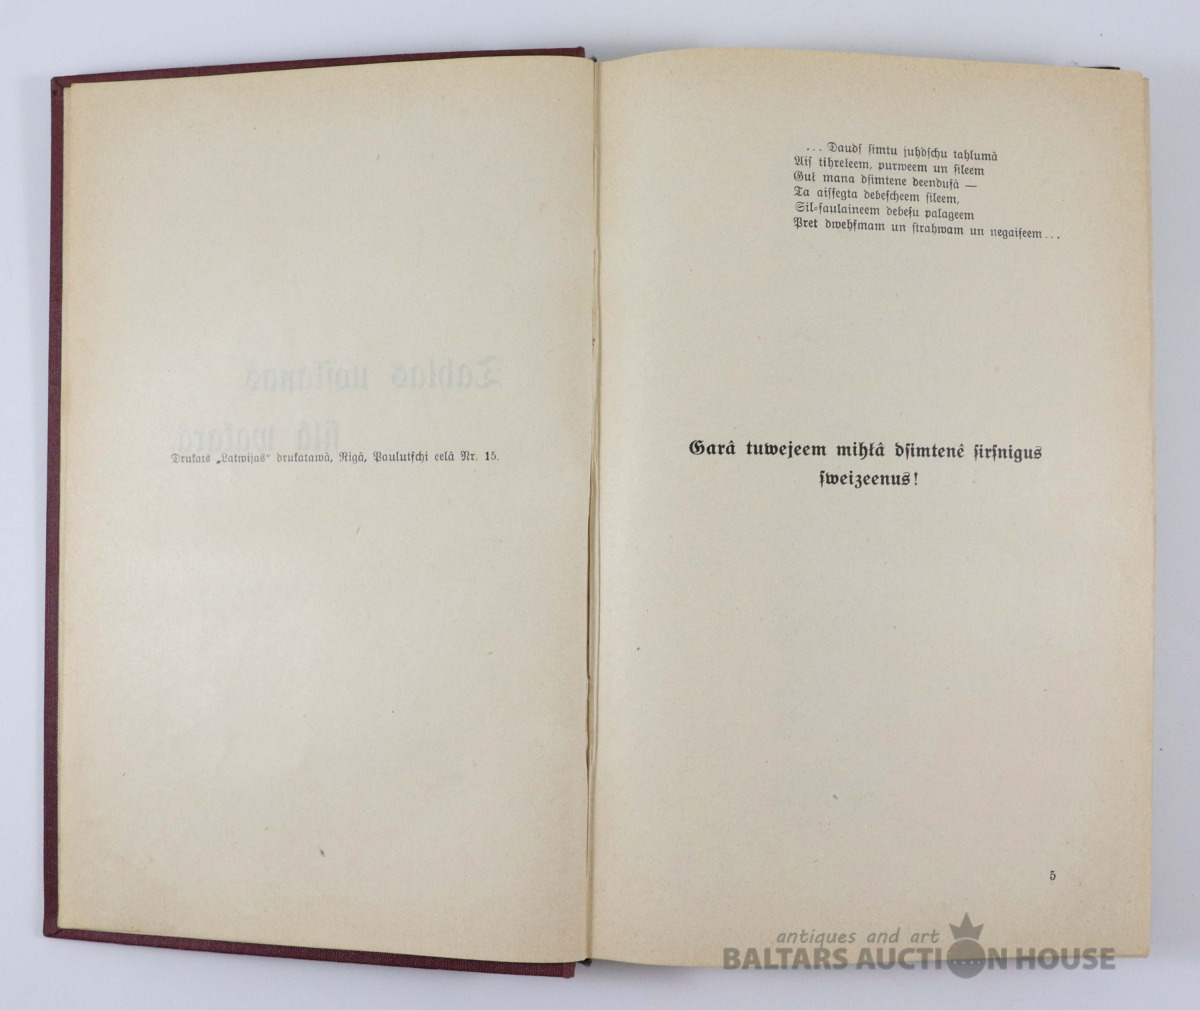 Drukats „Latwijas“ drukatawâ, Rigâ, Paulutſchi eelâ Nr. 15.
... Daudſ ſimtu juhdſchu tahlumâ
Aiſ tihreleem, purweem un ſileem
Guł mana dſimtene deenduſâ —
Ta aiſſegta debeſcheem ſileem,
Sil-ſaulaineem debeſu palageem
Pret dwehſmam un ſtrahwam un negaiſeem ...
Garâ tuwejeem mihłâ dſimtenê ſirſnigus
ſweizeenus!
5
antiques and art
BALTARS AUCTION HOUSE